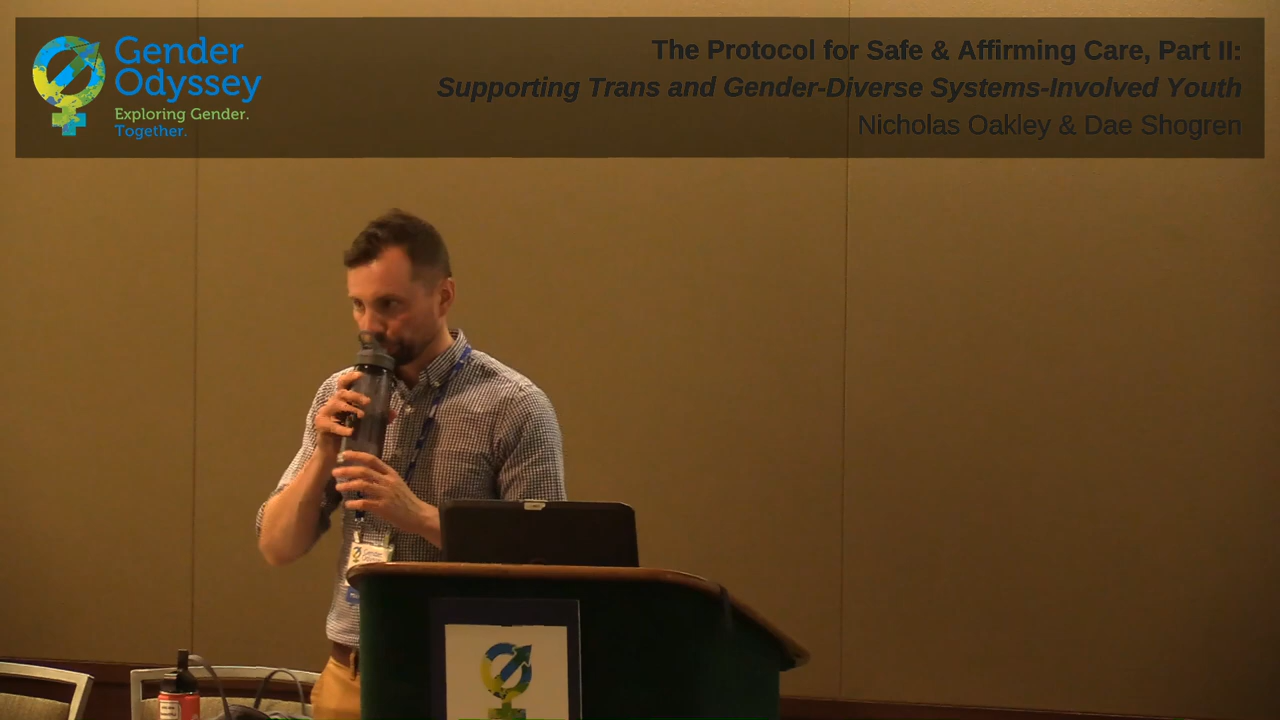 Gender
Odyssey
Exploring Gender.
Together.
The Protocol for Safe & Affirming Care, Part II:
Supporting Trans and Gender-Diverse Systems-Involved Youth
Nicholas Oakley & Dae Shogren